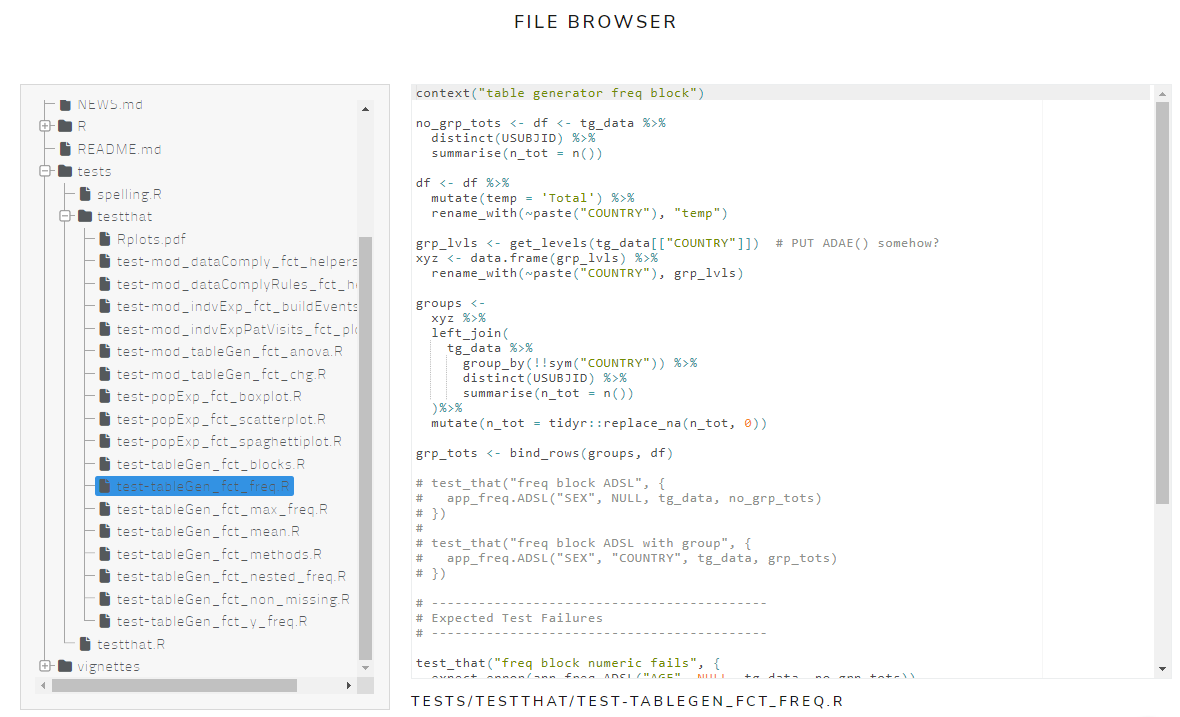 FILE BROWSER
NEWS.md
R
README.md
tests
spelling.R
testthat
Rplots.pdf
test-mod_dataComply_fct_helpers
test-mod_dataComplyRules_fct_he
test-mod_indvExp_fct_buildEvents
test-mod_indvExpPatVisits_fct_plo
test-mod_tableGen_fct_anova.R
test-mod_tableGen_fct_chg.R
test-popExp_fct_boxplot.R
test-popExp_fct_scatterplot.R
test-popExp_fct_spaghettiplot.R
test-tableGen_fct_blocks.R
test-tableGen_fct_freq.R
test-tableGen_fct_max_freq.R
test-tableGen_fct_mean.R
test-tableGen_fct_methods.R
test-tableGen_fct_nested_freq.R
test-tableGen_fct_non_missing.R
test-tableGen_fct_y_freq.R
testthat.R
vignettes
context("table generator freq block")
no_grp_tots <- df <- tg_data %>%
  distinct(USUBJID) %>%
  summarise(n_tot = n())
df <- df %>%
  mutate(temp = 'Total') %>%
  rename_with(~paste("COUNTRY"), "temp")
grp_lvls <- get_levels(tg_data[["COUNTRY"]])  # PUT ADAE() somehow?
xyz <- data.frame(grp_lvls) %>%
  rename_with(~paste("COUNTRY"), grp_lvls)
groups <-
  xyz %>%
  left_join(
    tg_data %>%
      group_by(!!sym("COUNTRY")) %>%
      distinct(USUBJID) %>%
      summarise(n_tot = n())
  )%>%
  mutate(n_tot = tidyr::replace_na(n_tot, 0))
grp_tots <- bind_rows(groups, df)
# test_that("freq block ADSL", {
#   app_freq.ADSL("SEX", NULL, tg_data, no_grp_tots)
# })
#
# test_that("freq block ADSL with group", {
#   app_freq.ADSL("SEX", "COUNTRY", tg_data, grp_tots)
# })
# -------------------------------------------
# Expected Test Failures
# -------------------------------------------
test_that("freq block numeric fails", {
  expect_error(app_freq.ADSL("AGE", NULL, tg_data, no_grp_tots))
TESTS/TESTTHAT/TEST-TABLEGEN_FCT_FREQ.R